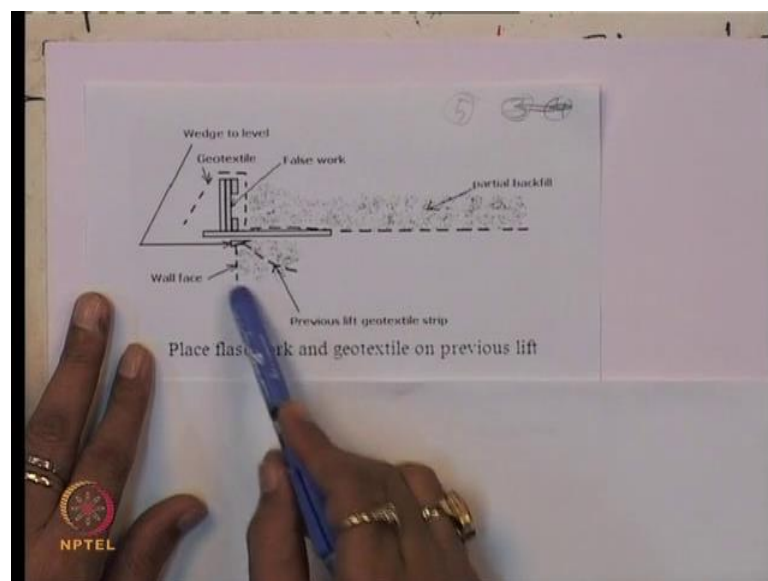 5
Wedge to level
Geotextile
False work
partial backfill
Wall face
Previous lift geotextile strip
Place flas rk and geotextile on previous lift
NPTEL